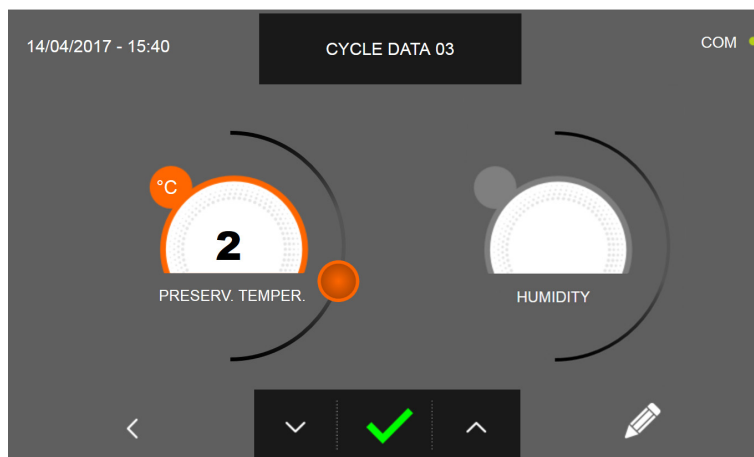 14/04/2017 - 15:40
CYCLE DATA 03
COM
°C
2
PRESERV. TEMPER.
HUMIDITY